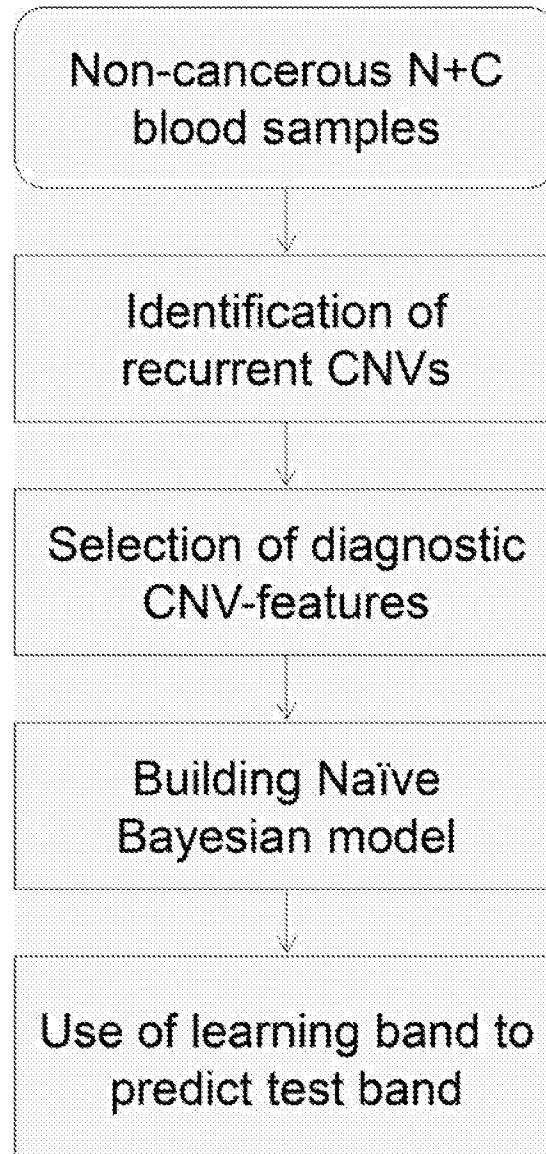 Non-cancerous N+C
blood samples
Identification of
recurrent CNVs
Selection of diagnostic
CNV-features
Building Naïve
Bayesian model
Use of learning band to
predict test band